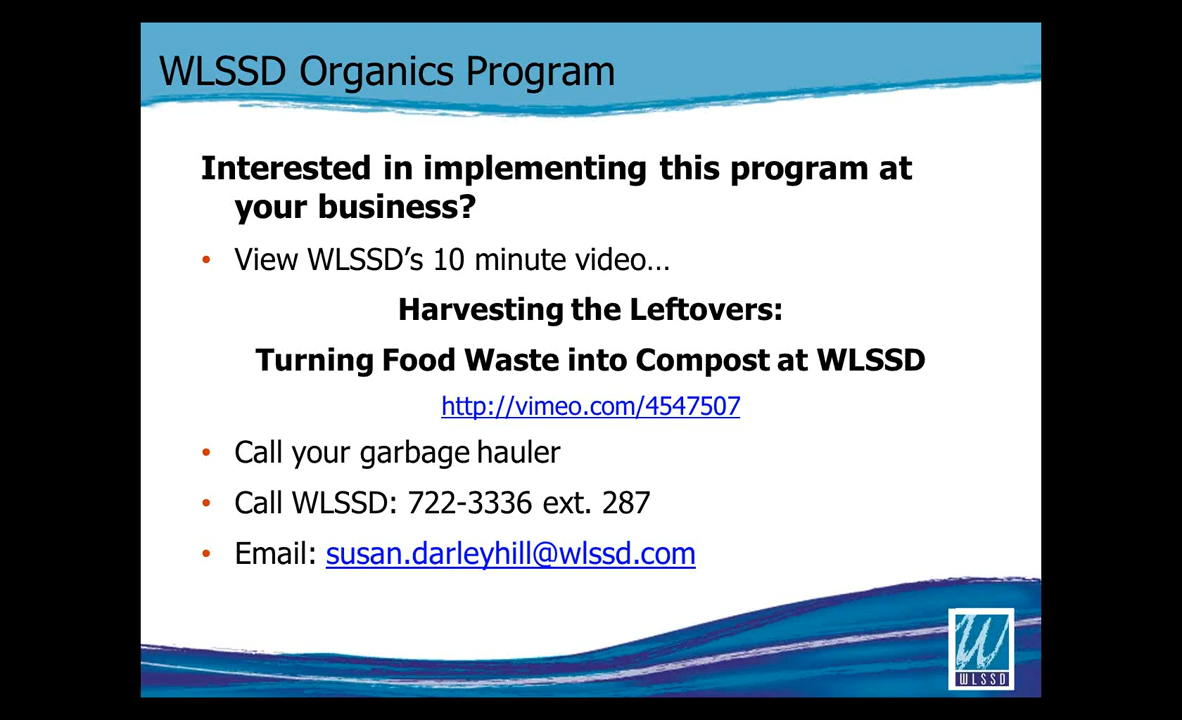 WLSSD Organics Program
Interested in implementing this program at
your business?
• View WLSSD’s 10 minute video…
Harvesting the Leftovers:
Turning Food Waste into Compost at WLSSD
http://vimeo.com/4547507
• Call your garbage hauler
• Call WLSSD: 722-3336 ext. 287
• Email: susan.darleyhill@wlssd.com
W
WLSSD